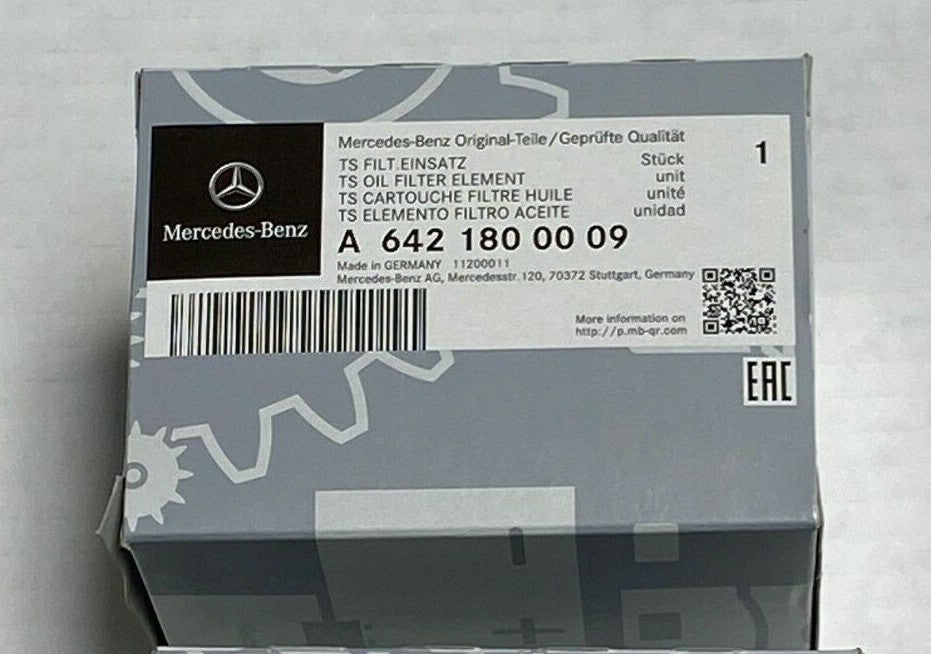 Mercedes-Benz
Mercedes-Benz Original-Teile/Geprüfte Qualität
TS FILT.EINSATZ Stück
TS OIL FILTER ELEMENT unit
TS CARTOUCHE FILTRE HUILE unité
TS ELEMENTO FILTRO ACEITE unidad
1
A 642 180 00 09
Made in GERMANY 11200011
Mercedes-Benz AG, Mercedesstr. 120, 70372 Stuttgart, Germany
More information on
http://p.mb-qr.com
EAC